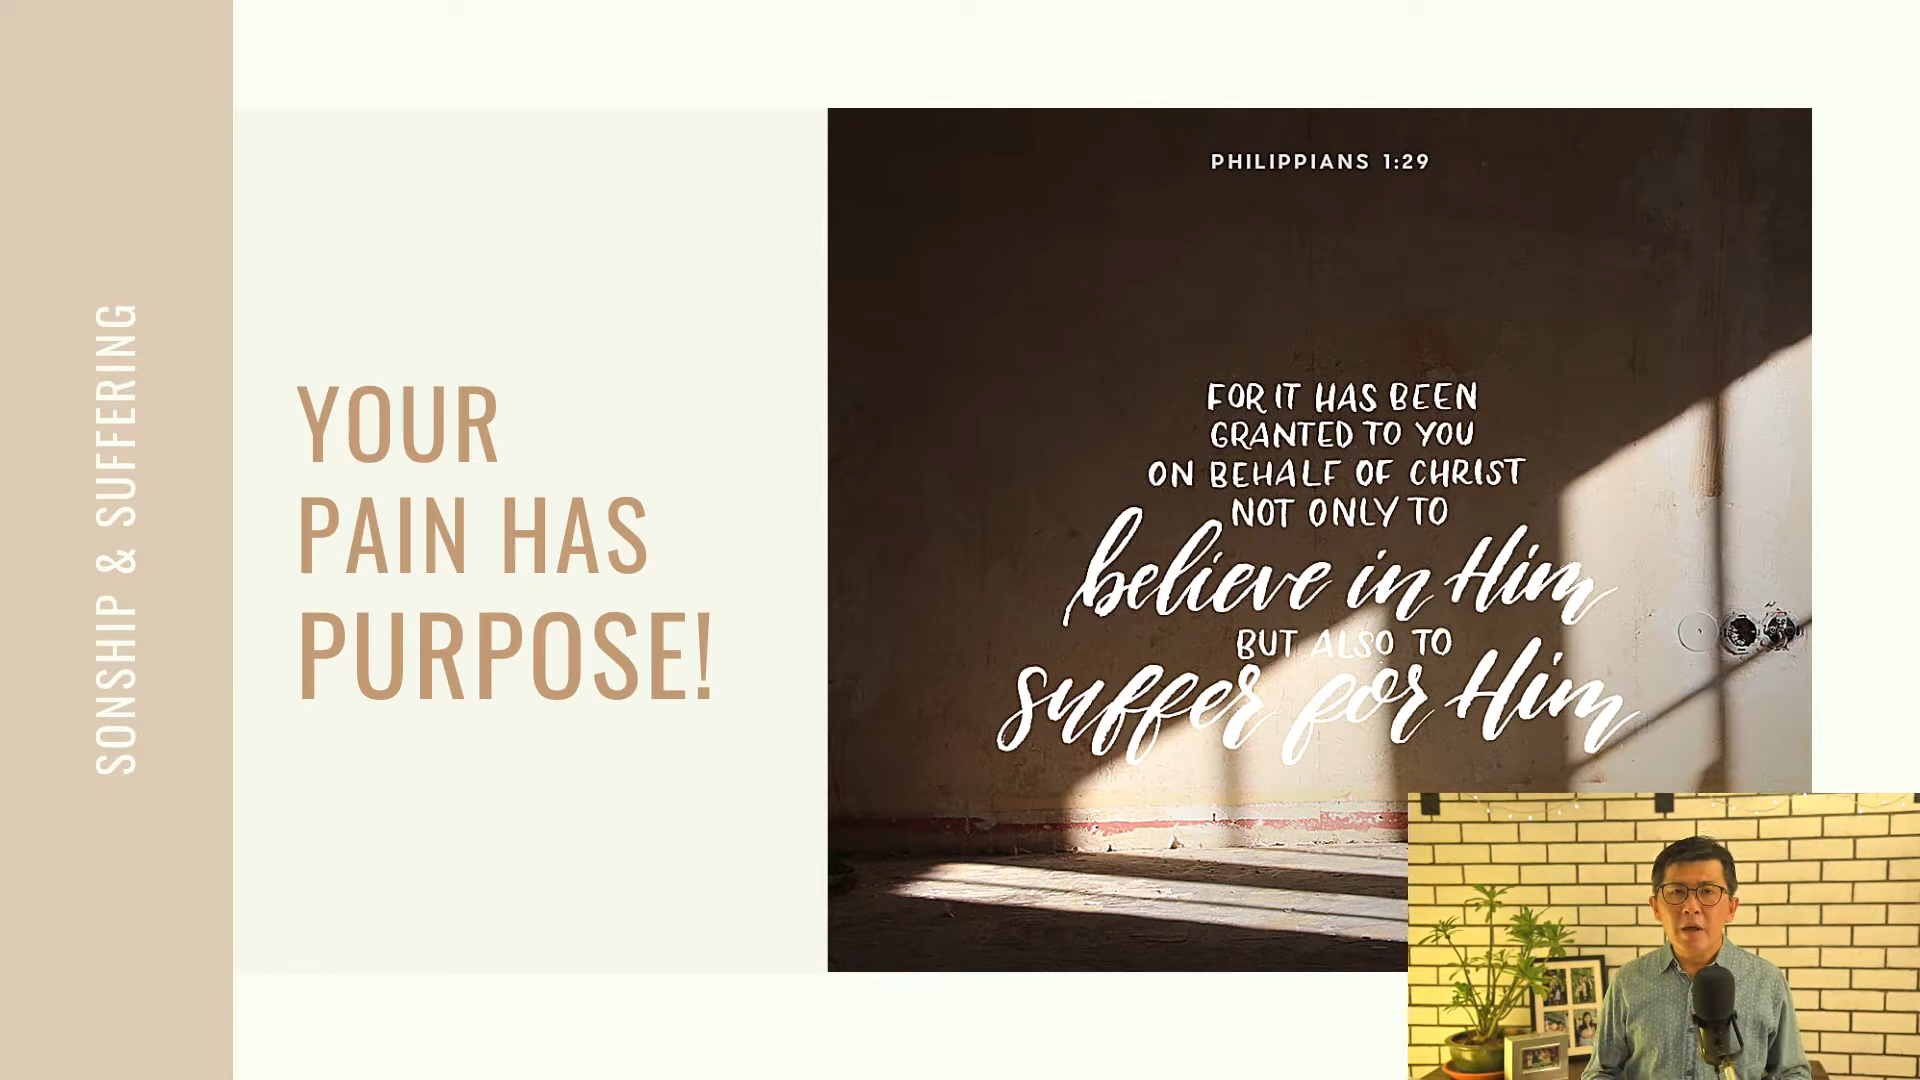 SONSHIP & SUFFERING
YOUR
PAIN HAS
PURPOSE!
PHILIPPIANS 1:29
FOR IT HAS BEEN
GRANTED TO YOU
ON BEHALF OF CHRIST
NOT ONLY TO
believe in Him
BUT ALSO TO
suffer for Him